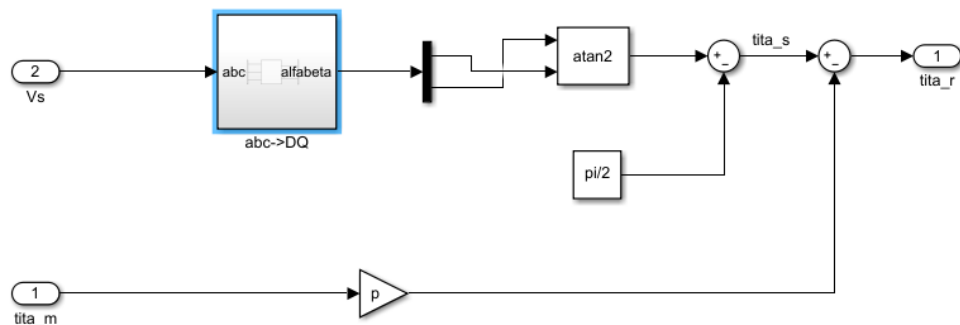 2
Vs
abc
alfabeta
abc->DQ
atan2
+
−
tita_s
+
−
1
tita_r
pi/2
1
tita_m
p